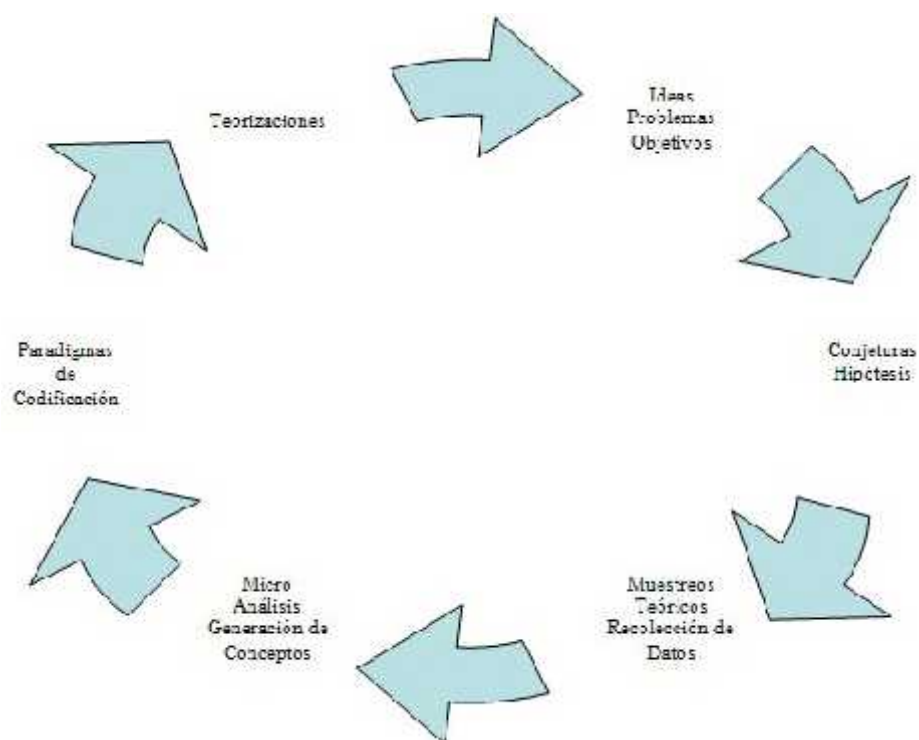 Teorizaciones
Ideas
Problemas
Objetivos
Conjeturas
Hipótesis
Muestreos
Teóricos
Recolección de
Datos
Micro
Análisis
Generación de
Conceptos
Paradigmas
de
Codificación